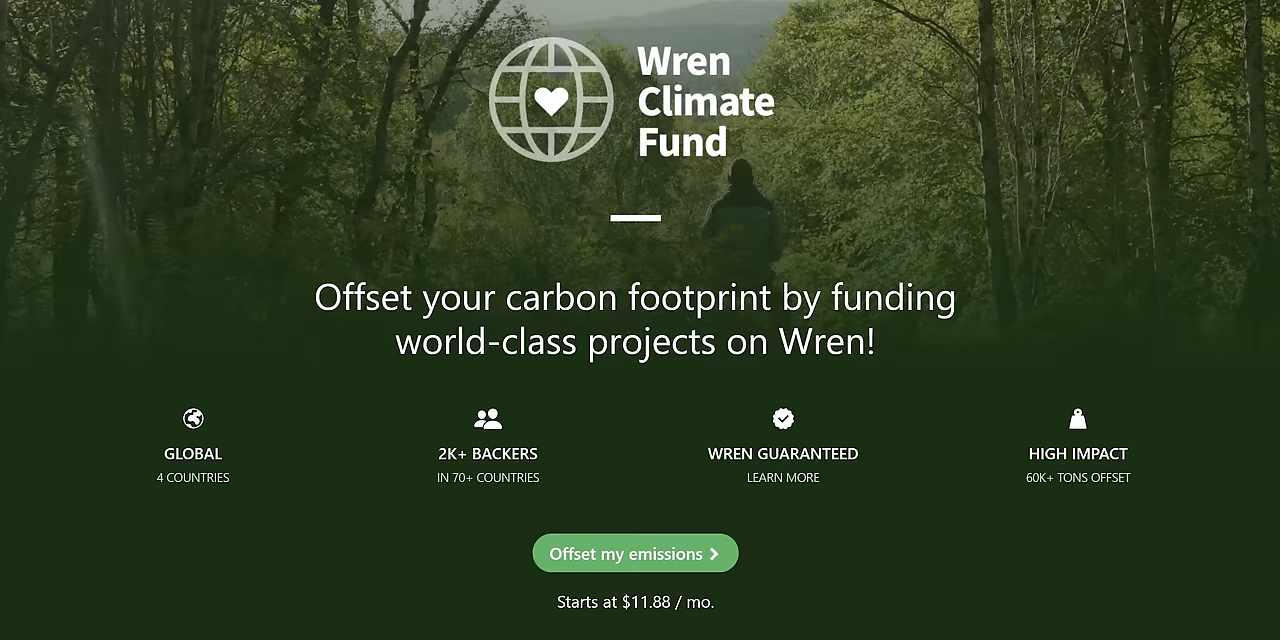 Wren
Climate
Fund
Offset your carbon footprint by funding
world-class projects on Wren!
GLOBAL
4 COUNTRIES
2K+ BACKERS
IN 70+ COUNTRIES
WREN GUARANTEED
LEARN MORE
HIGH IMPACT
60K+ TONS OFFSET
Offset my emissions
Starts at $11.88 / mo.